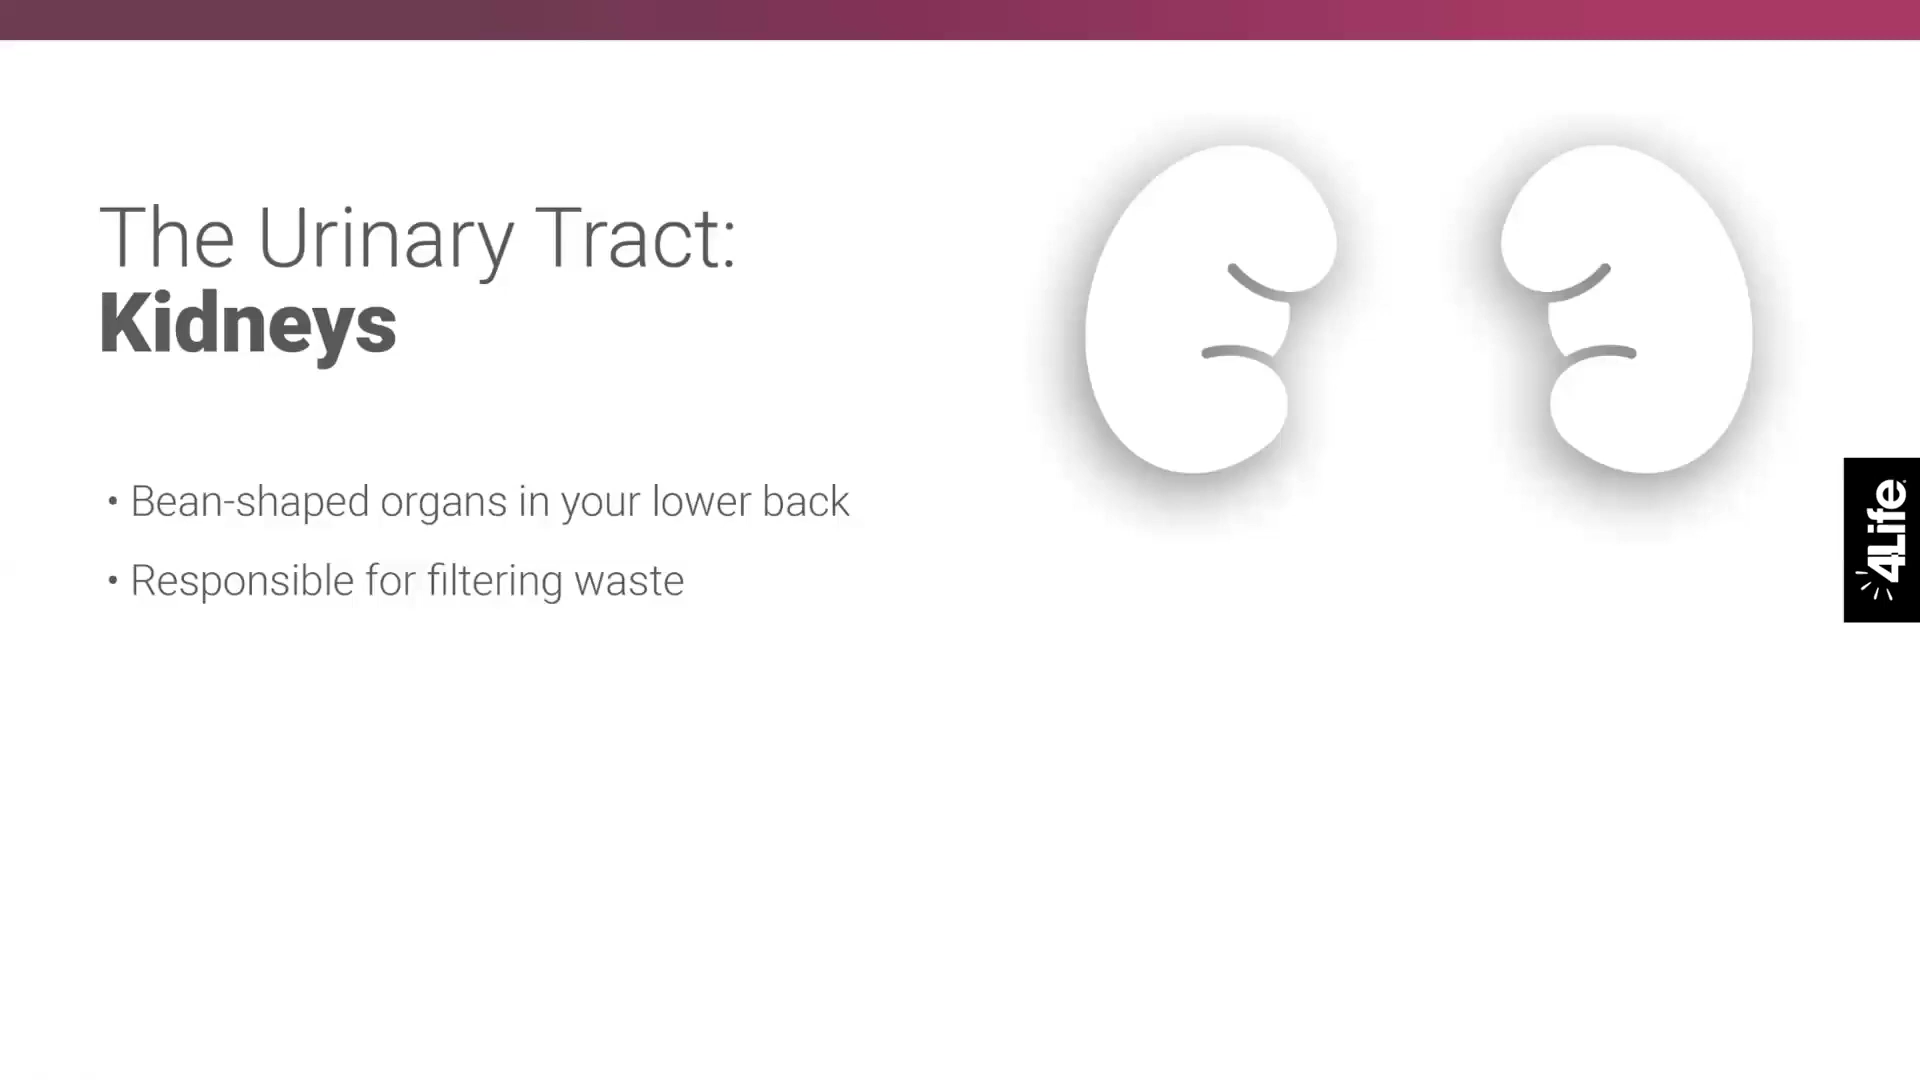 The Urinary Tract:
Kidneys
• Bean-shaped organs in your lower back
• Responsible for filtering waste
4Life